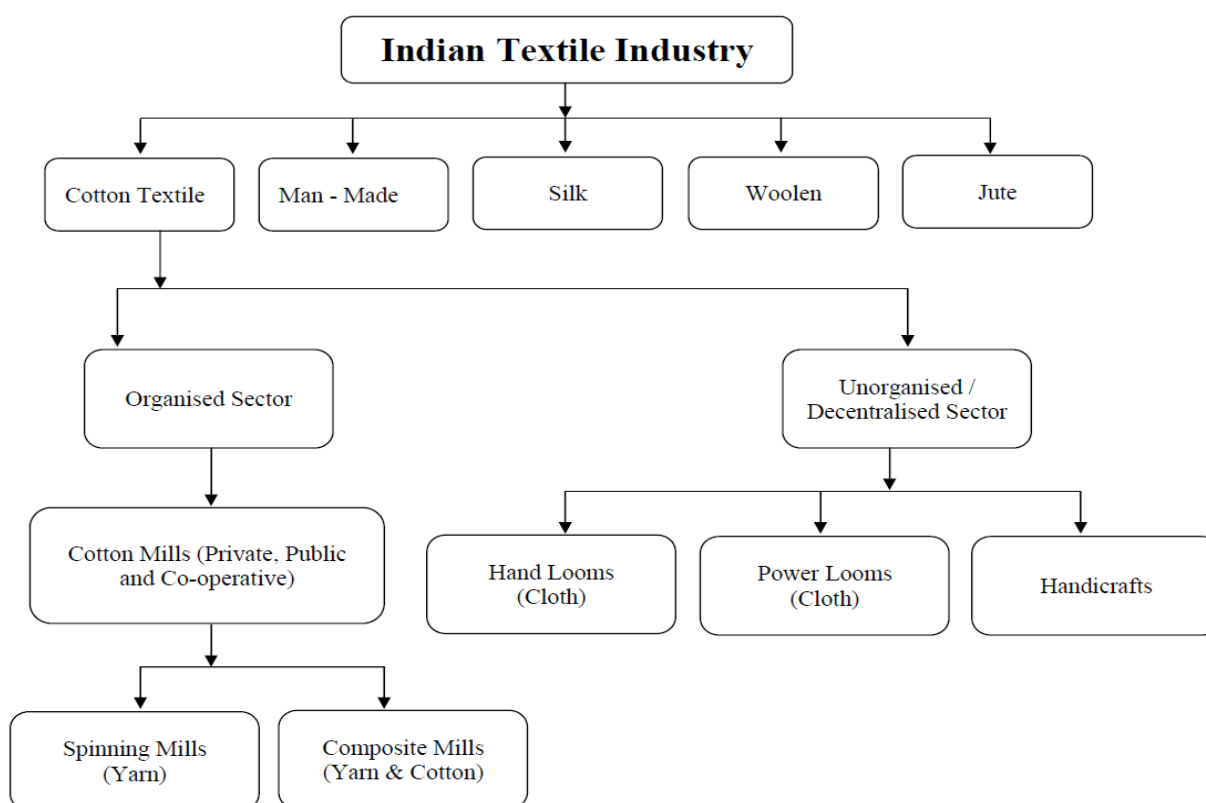 Indian Textile Industry
Cotton Textile
Man - Made
Silk
Woolen
Jute
Organised Sector
Unorganised /
Decentralised Sector
Cotton Mills (Private, Public
and Co-operative)
Hand Looms
(Cloth)
Power Looms
(Cloth)
Handicrafts
Spinning Mills
(Yarn)
Composite Mills
(Yarn & Cotton)